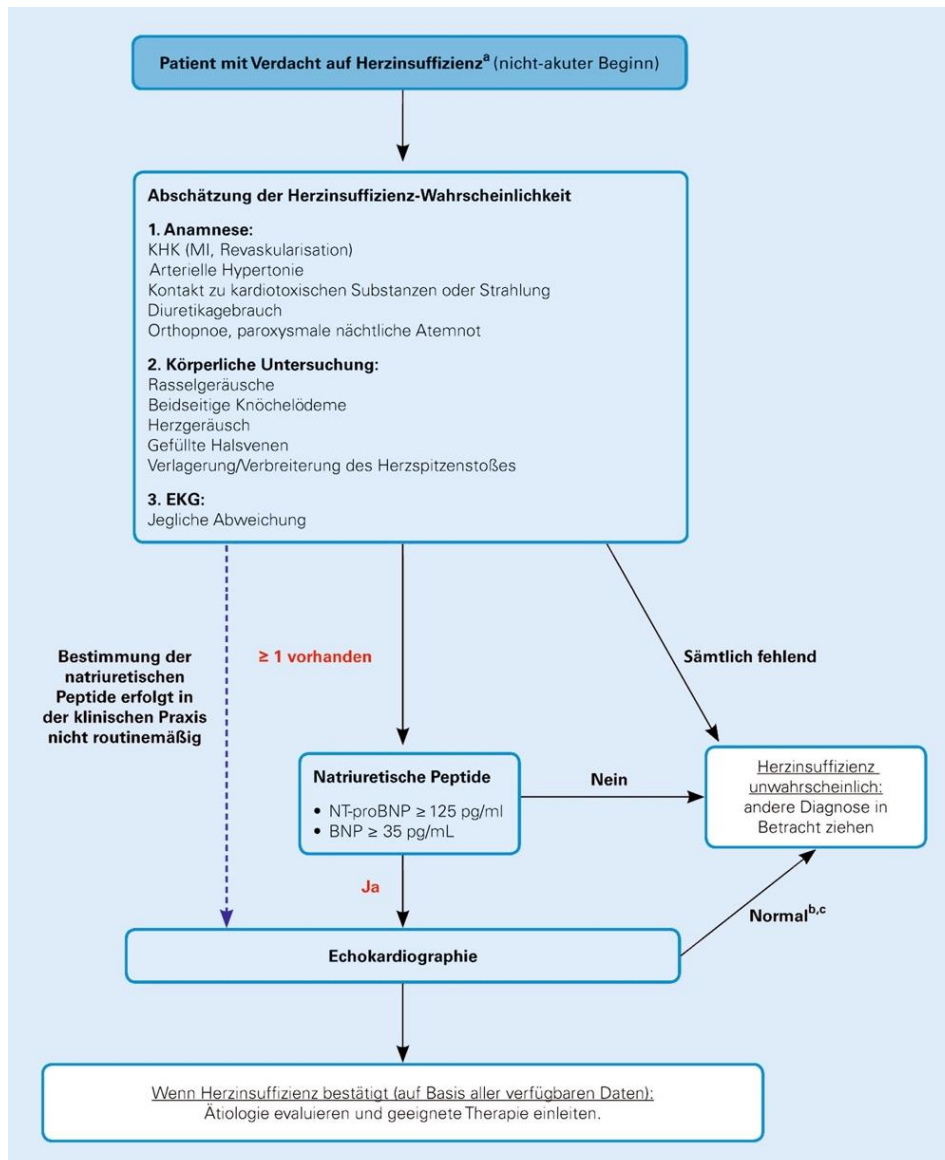 Patient mit Verdacht auf Herzinsuffizienzᵃ (nicht-akuter Beginn)
Abschätzung der Herzinsuffizienz-Wahrscheinlichkeit
1. Anamnese:
KHK (MI, Revaskularisation)
Arterielle Hypertonie
Kontakt zu kardiotoxischen Substanzen oder Strahlung
Diuretikagebrauch
Orthopnoe, paroxysmale nächtliche Atemnot
2. Körperliche Untersuchung:
Rasselgeräusche
Beidseitige Knöchelödeme
Herzgeräusch
Gefüllte Halsvenen
Verlagerung/Verbreiterung des Herzspitzenstoßes
3. EKG:
Jegliche Abweichung
Bestimmung der
natriuretischen
Peptide erfolgt in
der klinischen Praxis
nicht routinemäßig
≥ 1 vorhanden
Sämtlich fehlend
Natriuretische Peptide
• NT-proBNP ≥ 125 pg/ml
• BNP ≥ 35 pg/mL
Nein
Herzinsuffizienz
unwahrscheinlich:
andere Diagnose in
Betracht ziehen
Ja
Normalᵇ,ᶜ
Echokardiographie
Wenn Herzinsuffizienz bestätigt (auf Basis aller verfügbaren Daten):
Ätiologie evaluieren und geeignete Therapie einleiten.